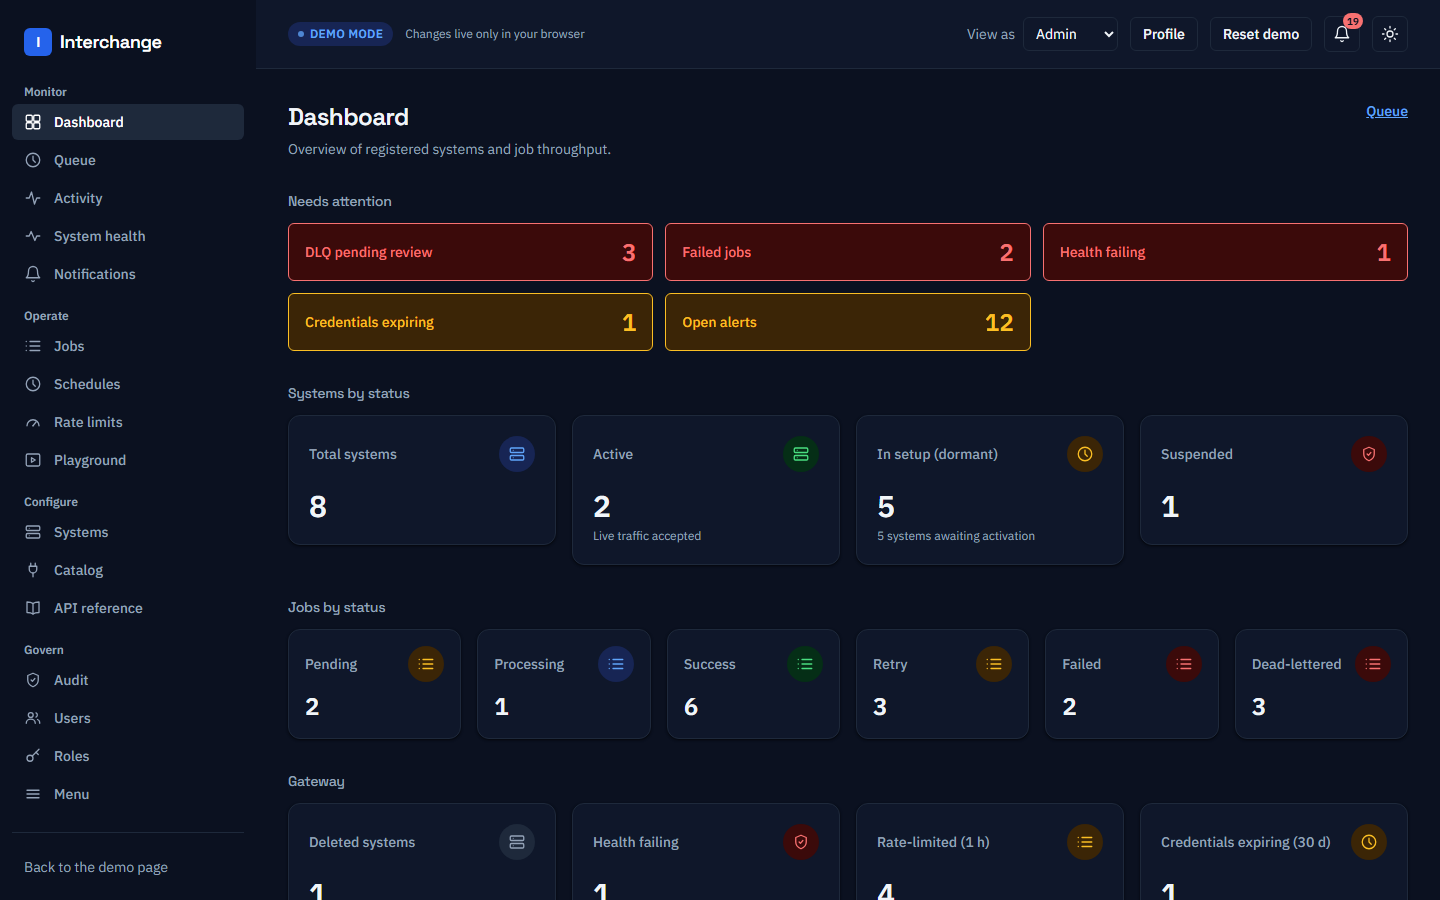 I Interchange
DEMO MODE Changes live only in your browser
View as Admin Profile Reset demo 19
Monitor
Dashboard
Queue
Activity
System health
Notifications
Operate
Jobs
Schedules
Rate limits
Playground
Configure
Systems
Catalog
API reference
Govern
Audit
Users
Roles
Menu
Back to the demo page
Dashboard
Queue
Overview of registered systems and job throughput.
Needs attention
DLQ pending review 3
Failed jobs 2
Health failing 1
Credentials expiring 1
Open alerts 12
Systems by status
Total systems
8
Active
2
Live traffic accepted
In setup (dormant)
5
5 systems awaiting activation
Suspended
1
Jobs by status
Pending
2
Processing
1
Success
6
Retry
3
Failed
2
Dead-lettered
3
Gateway
Deleted systems
1
Health failing
1
Rate-limited (1 h)
4
Credentials expiring (30 d)
1